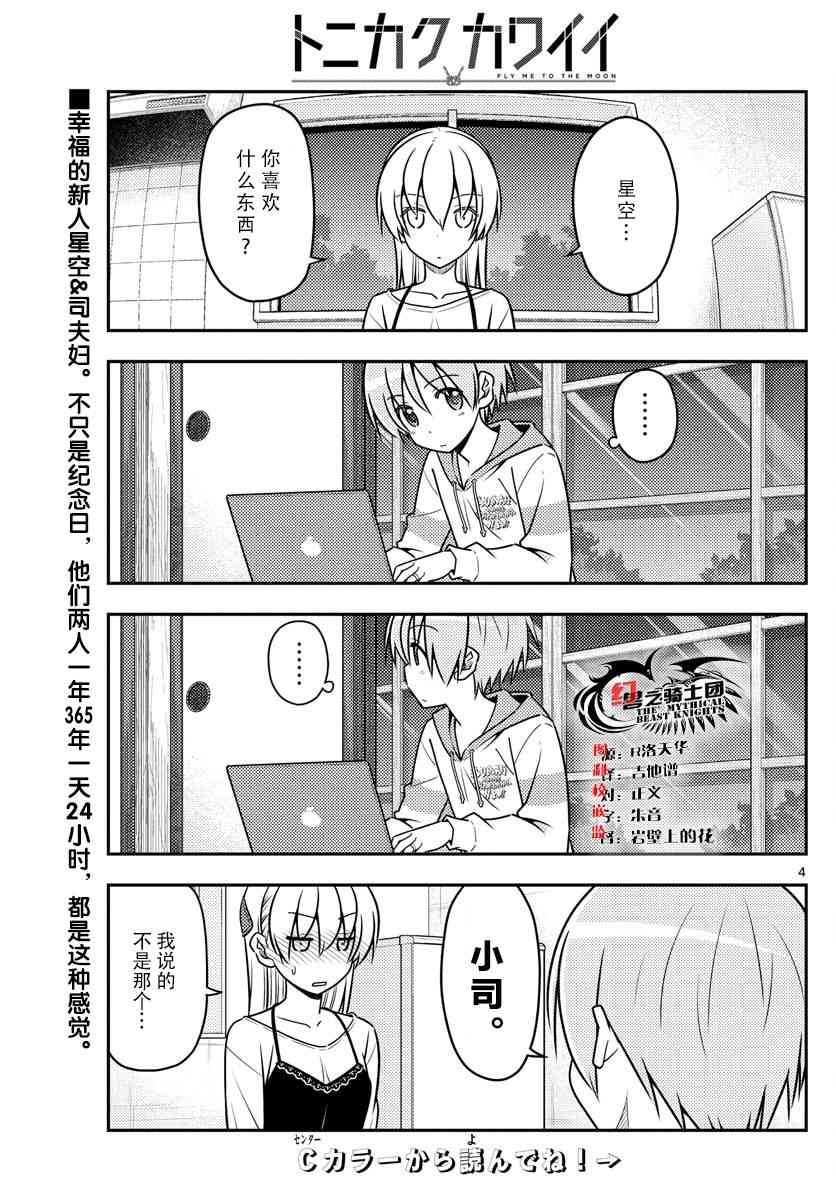 トニカクカワイイ
FLY ME TO THE MOON
■幸福的新人星空&司夫妇。不只是纪念日，他们两人一年365年一天24小时，都是这种感觉。
星空…
你喜欢
什么东西？
……
……
幻兽之骑士团
THE MYTHICAL
BEAST KNIGHTS
图源：R洛天华
翻译：吉他谱
校对：正义
嵌字：朱音
监督：岩壁上的花
4
小司。
我说的
不是那个…
センター よ
Cカラーから読んでね！→